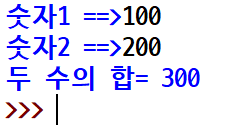 숫자1 ==>100
숫자2 ==>200
두 수의 합= 300
>>>